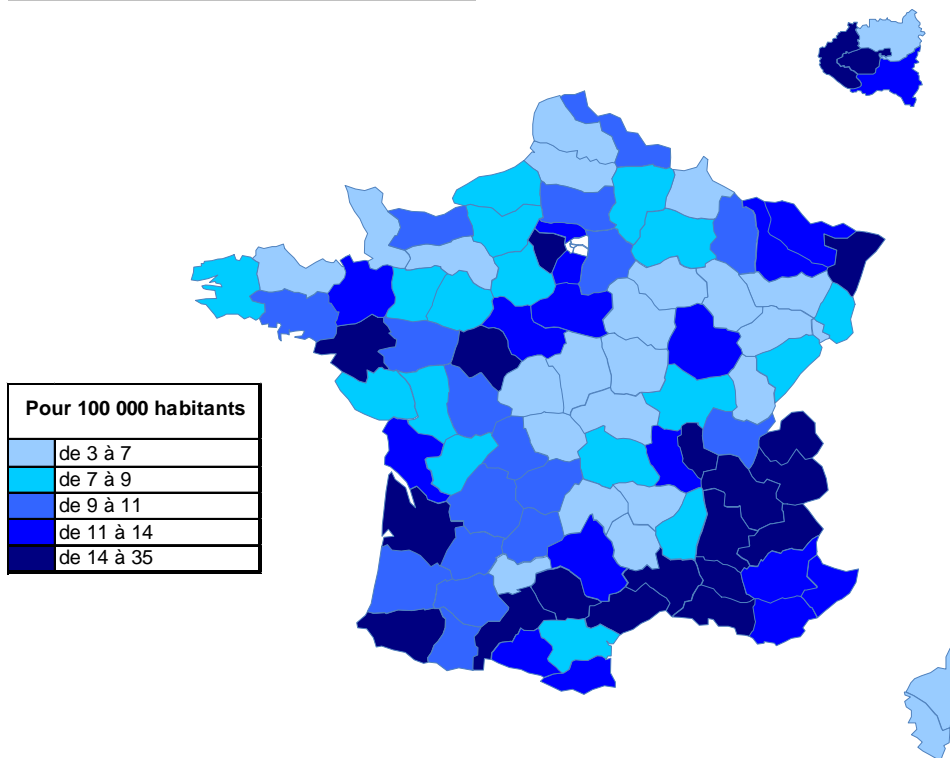 Pour 100 000 habitants
de 3 à 7
de 7 à 9
de 9 à 11
de 11 à 14
de 14 à 35